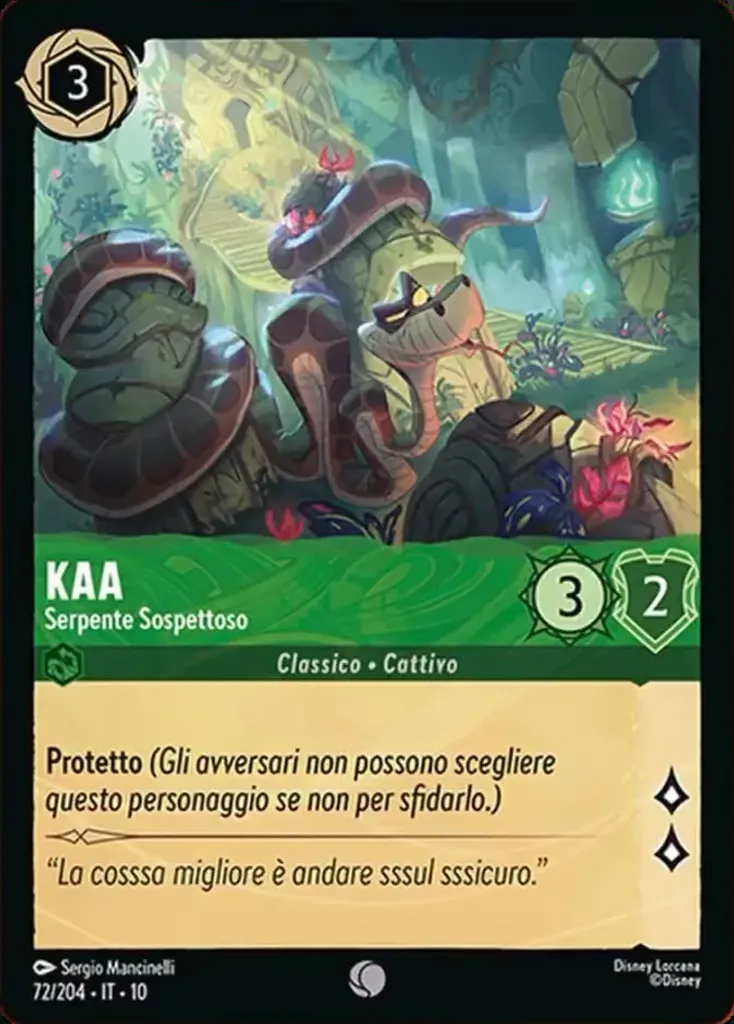 3
KAA
Serpente Sospettoso
3
2
Classico • Cattivo
Protetto (Gli avversari non possono scegliere
questo personaggio se non per sfidarlo.)
“La cosssa migliore è andare sssul sssicuro.”
Sergio Mancinelli
72/204 • IT • 10
Disney Lorcana
©Disney